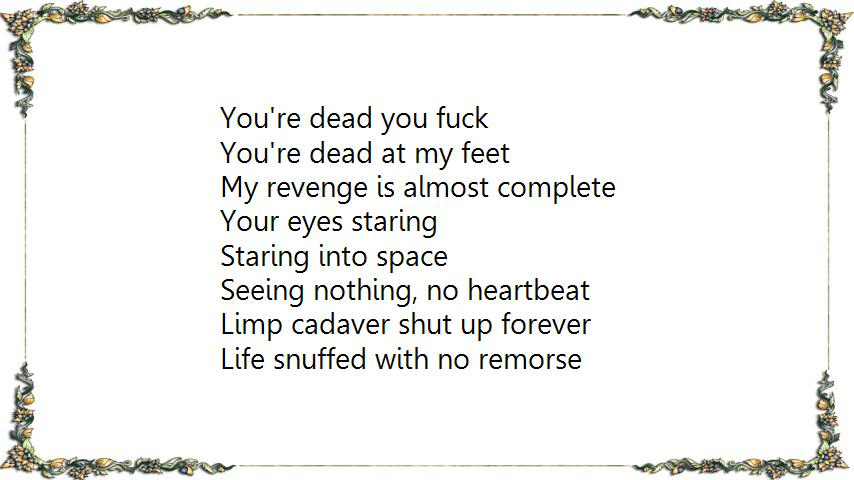 You're dead you fuck
You're dead at my feet
My revenge is almost complete
Your eyes staring
Staring into space
Seeing nothing, no heartbeat
Limp cadaver shut up forever
Life snuffed with no remorse